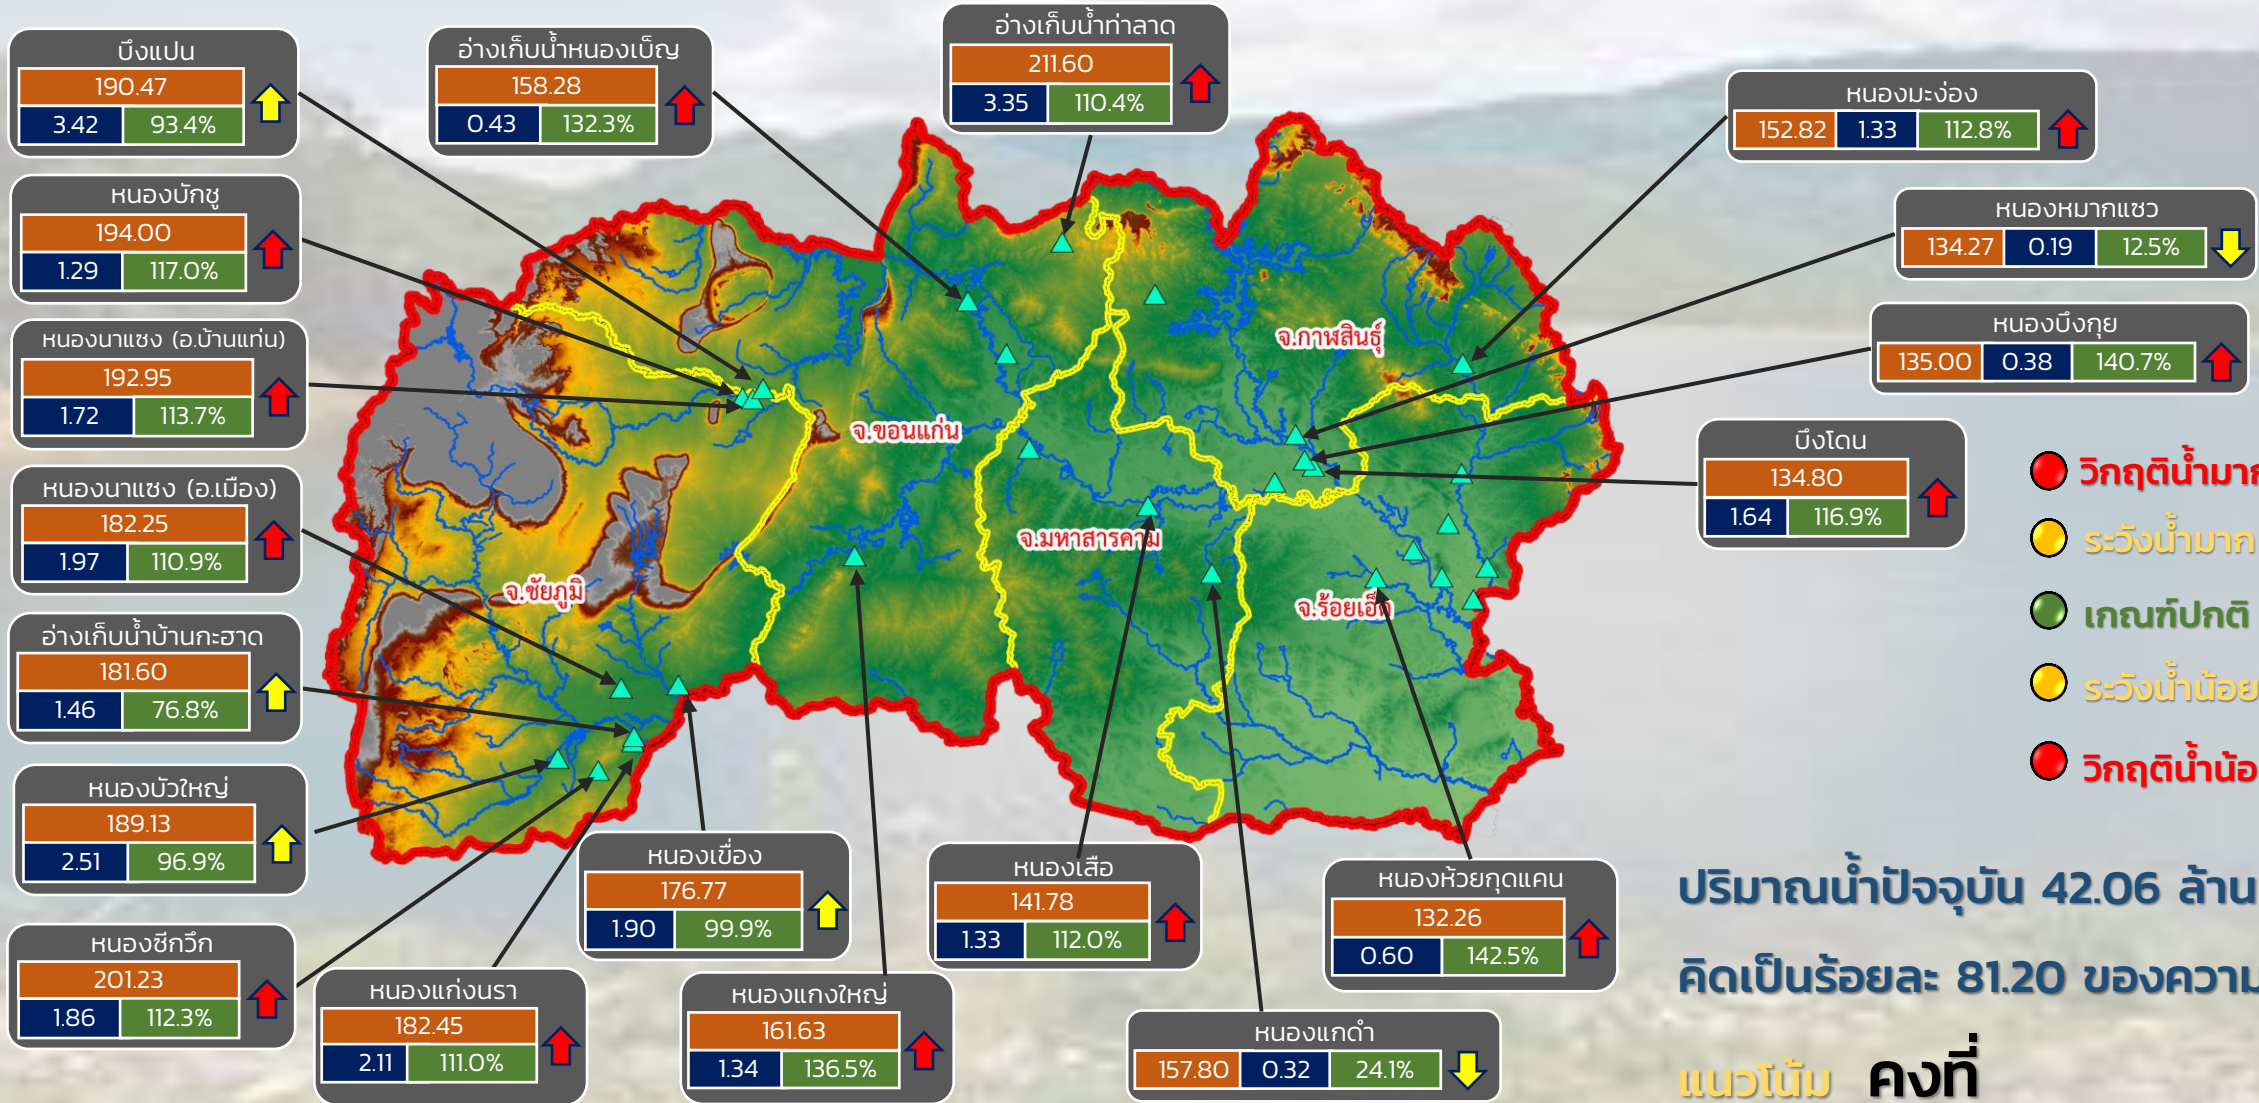 บึงแปน
190.47
3.42 93.4%
อ่างเก็บน้ำหนองเบ็ญ
158.28
0.43 132.3%
อ่างเก็บน้ำท่าลาด
211.60
3.35 110.4%
หนองมะง่อง
152.82 1.33 112.8%
หนองบักชู
194.00
1.29 117.0%
หนองหมากแซว
134.27 0.19 12.5%
หนองนาแซง (อ.บ้านแท่น)
192.95
1.72 113.7%
หนองบึงกุย
135.00 0.38 140.7%
จ.กาฬสินธุ์
จ.ขอนแก่น
บึงโดน
134.80
1.64 116.9%
หนองนาแซง (อ.เมือง)
182.25
1.97 110.9%
จ.มหาสารคาม
จ.ชัยภูมิ
จ.ร้อยเอ็ด
วิกฤติน้ำมาก
ระวังน้ำมาก
เกณฑ์ปกติ
ระวังน้ำน้อย
วิกฤติน้ำน้อ
อ่างเก็บน้ำบ้านกะฮาด
181.60
1.46 76.8%
หนองบัวใหญ่
189.13
2.51 96.9%
หนองซีกวึก
201.23
1.86 112.3%
หนองแก่งนรา
182.45
2.11 111.0%
หนองเขื่อง
176.77
1.90 99.9%
หนองแกงใหญ่
161.63
1.34 136.5%
หนองเสือ
141.78
1.33 112.0%
หนองแกดำ
157.80 0.32 24.1%
หนองห้วยกุดแคน
132.26
0.60 142.5%
ปริมาณน้ำปัจจุบัน 42.06 ล้าน
คิดเป็นร้อยละ 81.20 ของความ
แนวโน้ม คงที่